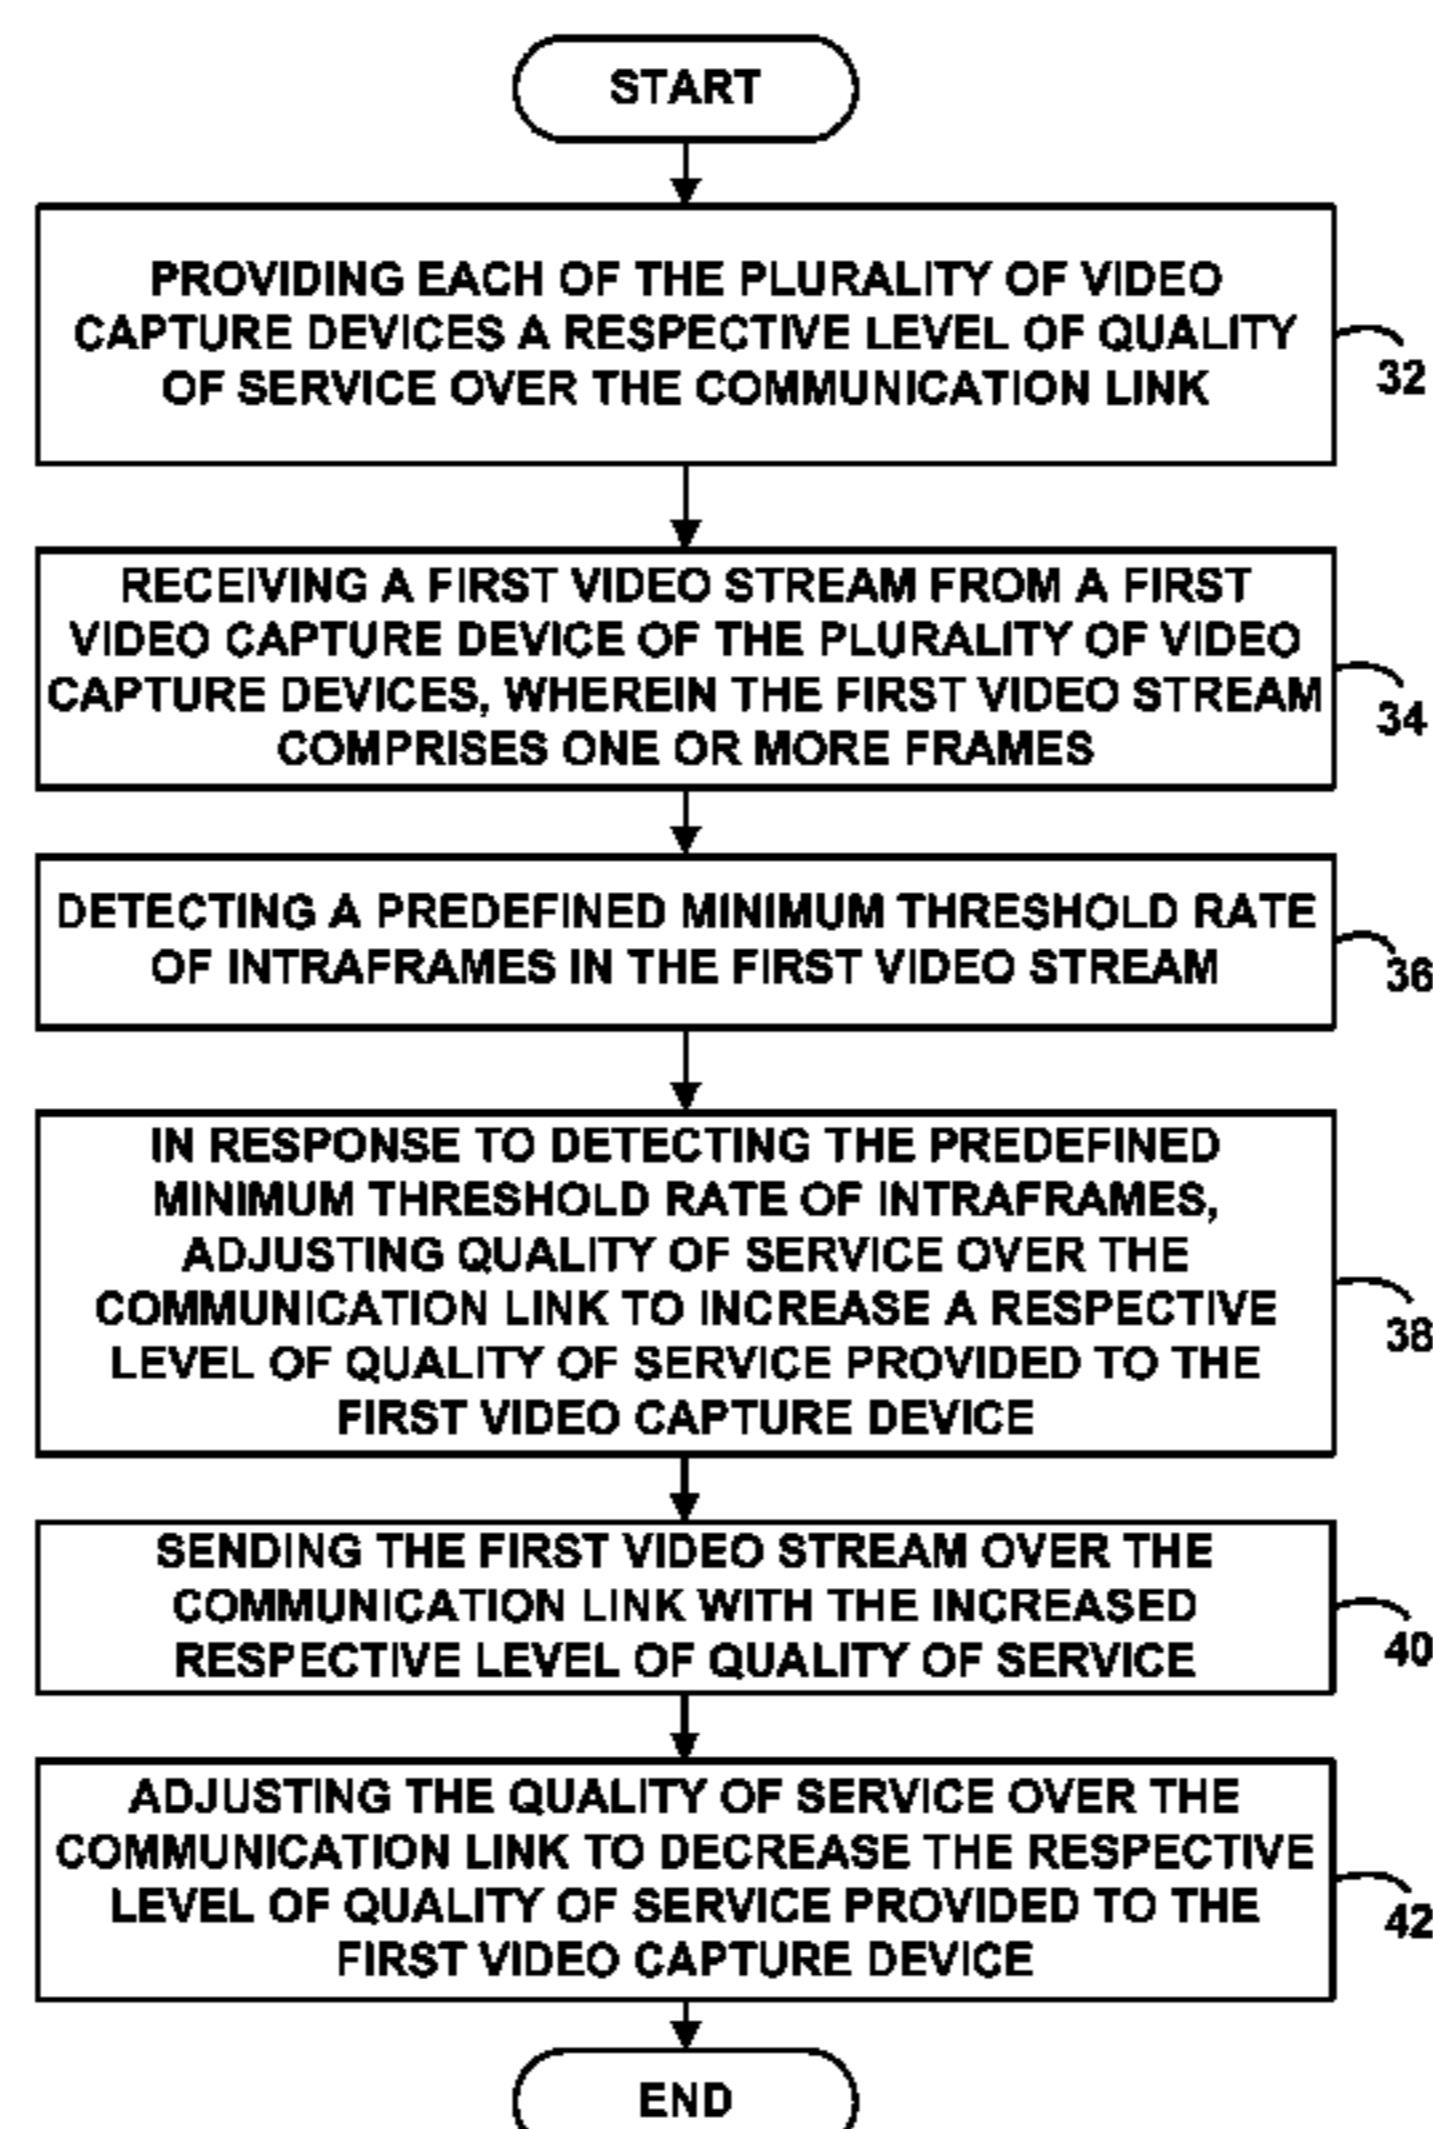 START
PROVIDING EACH OF THE PLURALITY OF VIDEO
CAPTURE DEVICES A RESPECTIVE LEVEL OF QUALITY
OF SERVICE OVER THE COMMUNICATION LINK
32
RECEIVING A FIRST VIDEO STREAM FROM A FIRST
VIDEO CAPTURE DEVICE OF THE PLURALITY OF VIDEO
CAPTURE DEVICES, WHEREIN THE FIRST VIDEO STREAM
COMPRISES ONE OR MORE FRAMES
34
DETECTING A PREDEFINED MINIMUM THRESHOLD RATE
OF INTRAFRAMES IN THE FIRST VIDEO STREAM
36
IN RESPONSE TO DETECTING THE PREDEFINED
MINIMUM THRESHOLD RATE OF INTRAFRAMES,
ADJUSTING QUALITY OF SERVICE OVER THE
COMMUNICATION LINK TO INCREASE A RESPECTIVE
LEVEL OF QUALITY OF SERVICE PROVIDED TO THE
FIRST VIDEO CAPTURE DEVICE
38
SENDING THE FIRST VIDEO STREAM OVER THE
COMMUNICATION LINK WITH THE INCREASED
RESPECTIVE LEVEL OF QUALITY OF SERVICE
40
ADJUSTING THE QUALITY OF SERVICE OVER THE
COMMUNICATION LINK TO DECREASE THE RESPECTIVE
LEVEL OF QUALITY OF SERVICE PROVIDED TO THE
FIRST VIDEO CAPTURE DEVICE
42
END